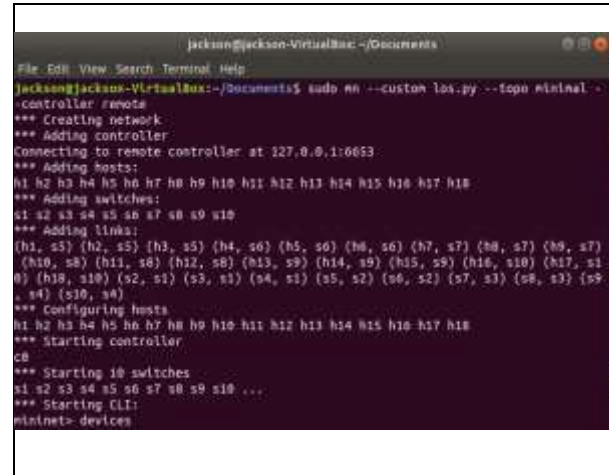 jackson@jackson-VirtualBox: ~/Documents
File Edit View Search Terminal Help
jackson@jackson-VirtualBox:~/Documents$ sudo mn --custom los.py --topo minimal -
-controller remote
*** Creating network
*** Adding controller
Connecting to remote controller at 127.0.0.1:6653
*** Adding hosts:
h1 h2 h3 h4 h5 h6 h7 h8 h9 h10 h11 h12 h13 h14 h15 h16 h17 h18
*** Adding switches:
s1 s2 s3 s4 s5 s6 s7 s8 s9 s10
*** Adding links:
(h1, s5) (h2, s5) (h3, s5) (h4, s6) (h5, s6) (h6, s6) (h7, s7) (h8, s7) (h9, s7)
(h10, s8) (h11, s8) (h12, s8) (h13, s9) (h14, s9) (h15, s9) (h16, s10) (h17, s1
0) (h18, s10) (s2, s1) (s3, s1) (s4, s1) (s5, s2) (s6, s2) (s7, s3) (s8, s3) (s9
, s4) (s10, s4)
*** Configuring hosts
h1 h2 h3 h4 h5 h6 h7 h8 h9 h10 h11 h12 h13 h14 h15 h16 h17 h18
*** Starting controller
c0
*** Starting 10 switches
s1 s2 s3 s4 s5 s6 s7 s8 s9 s10 ...
*** Starting CLI:
mininet> devices